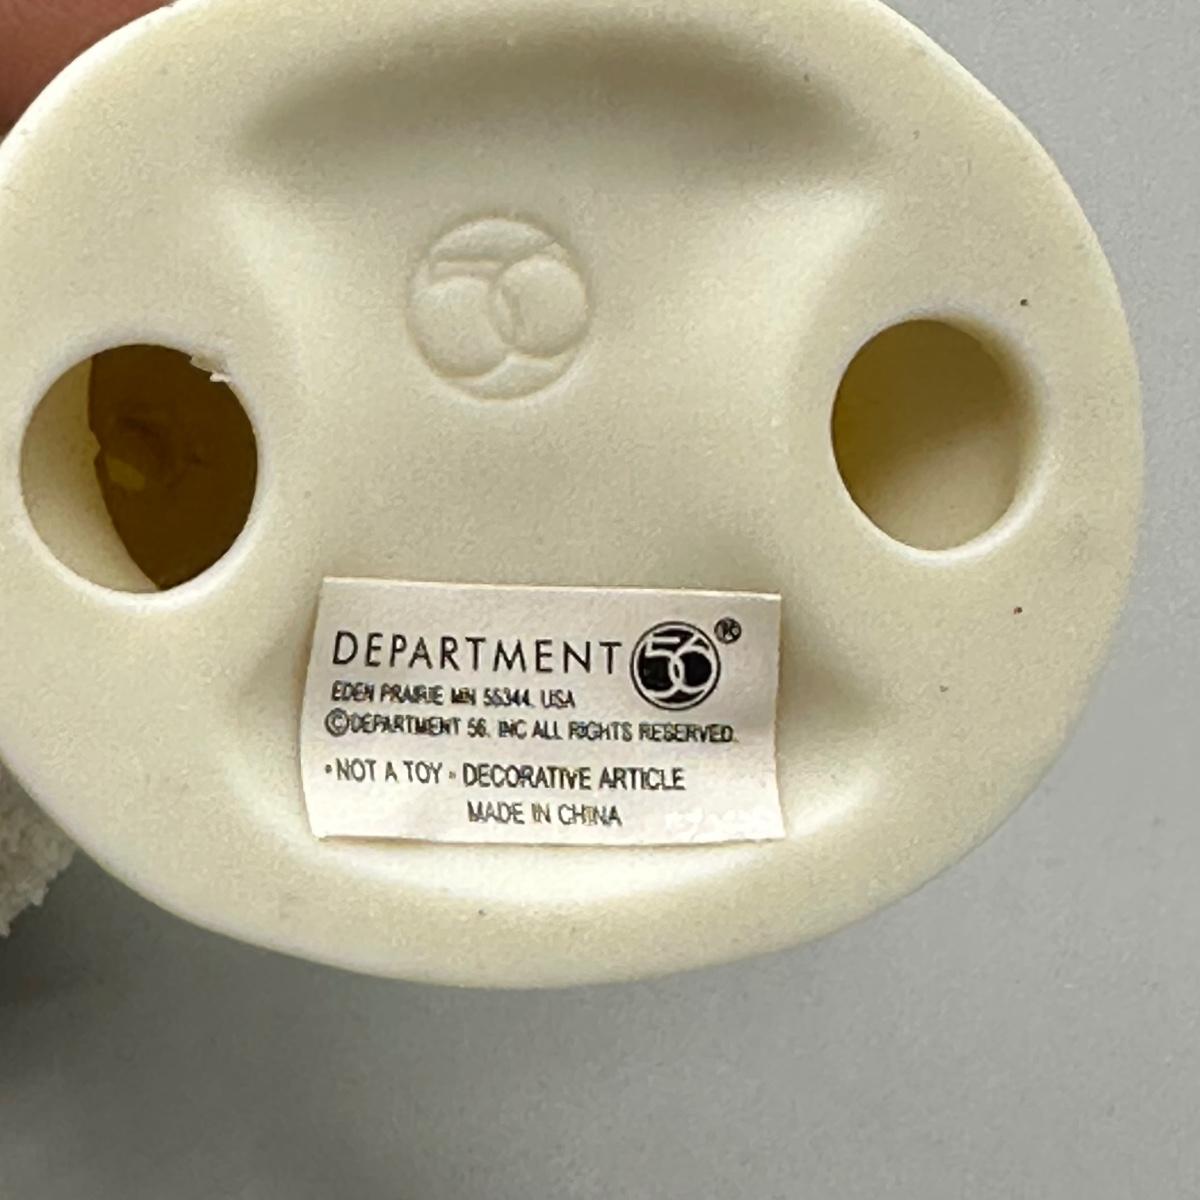 56
DEPARTMENT 56®
EDEN PRAIRIE MN 55344 USA
©DEPARTMENT 56, INC ALL RIGHTS RESERVED.
•NOT A TOY • DECORATIVE ARTICLE
MADE IN CHINA